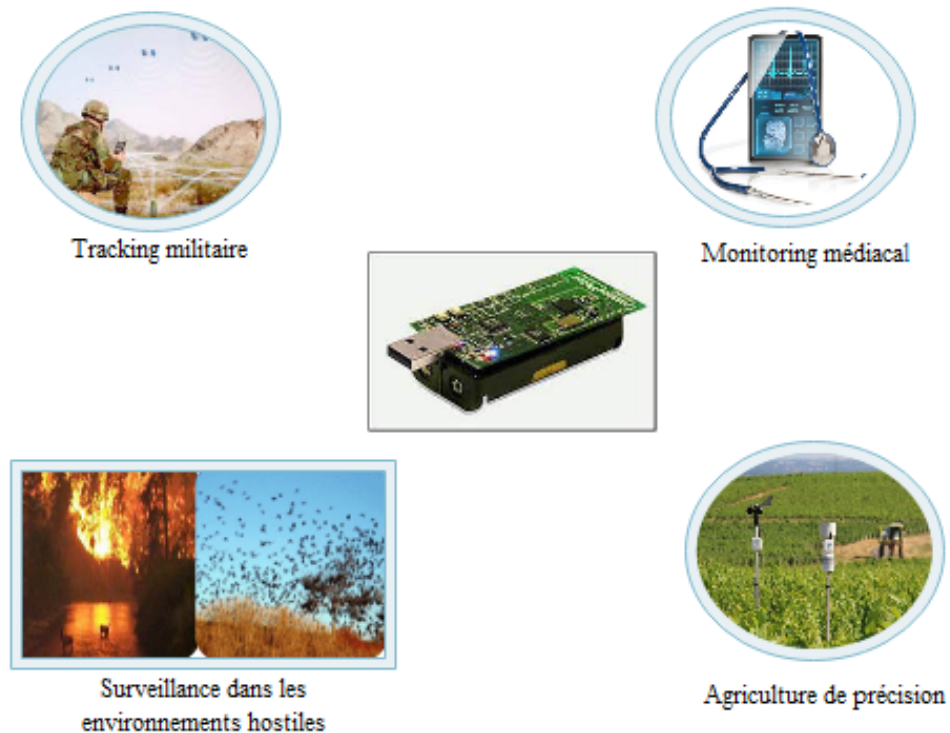 Tracking militaire
Monitoring médiacal
Surveillance dans les
environnements hostiles
Agriculture de précision